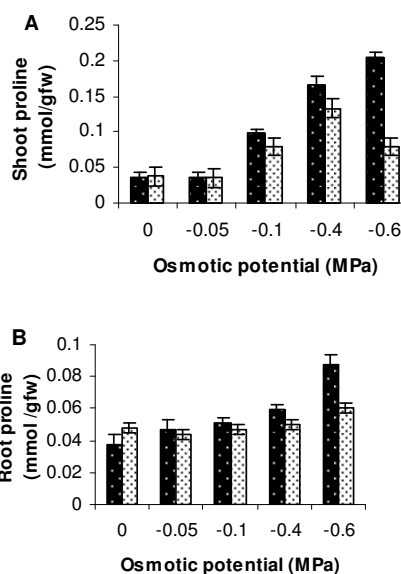 A
Shoot proline
(mmol/gfw)
0.25
0.2
0.15
0.1
0.05
0
0 -0.05 -0.1 -0.4 -0.6
Osmotic potential (MPa)
B
Root proline
(mmol /gfw)
0.1
0.08
0.06
0.04
0.02
0
0 -0.05 -0.1 -0.4 -0.6
Osmotic potential (MPa)